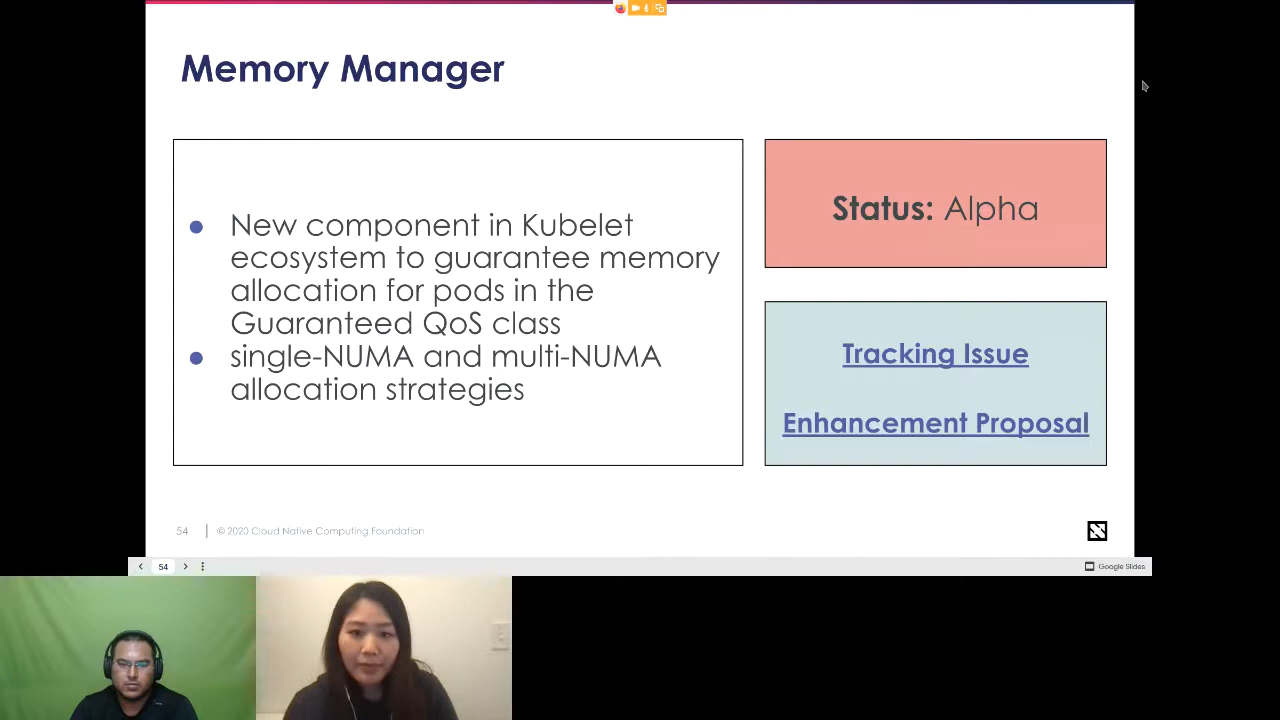 Memory Manager
● New component in Kubelet
ecosystem to guarantee memory
allocation for pods in the
Guaranteed QoS class
● single-NUMA and multi-NUMA
allocation strategies
Status: Alpha
Tracking Issue
Enhancement Proposal
54 | © 2020 Cloud Native Computing Foundation
54
Google Slides